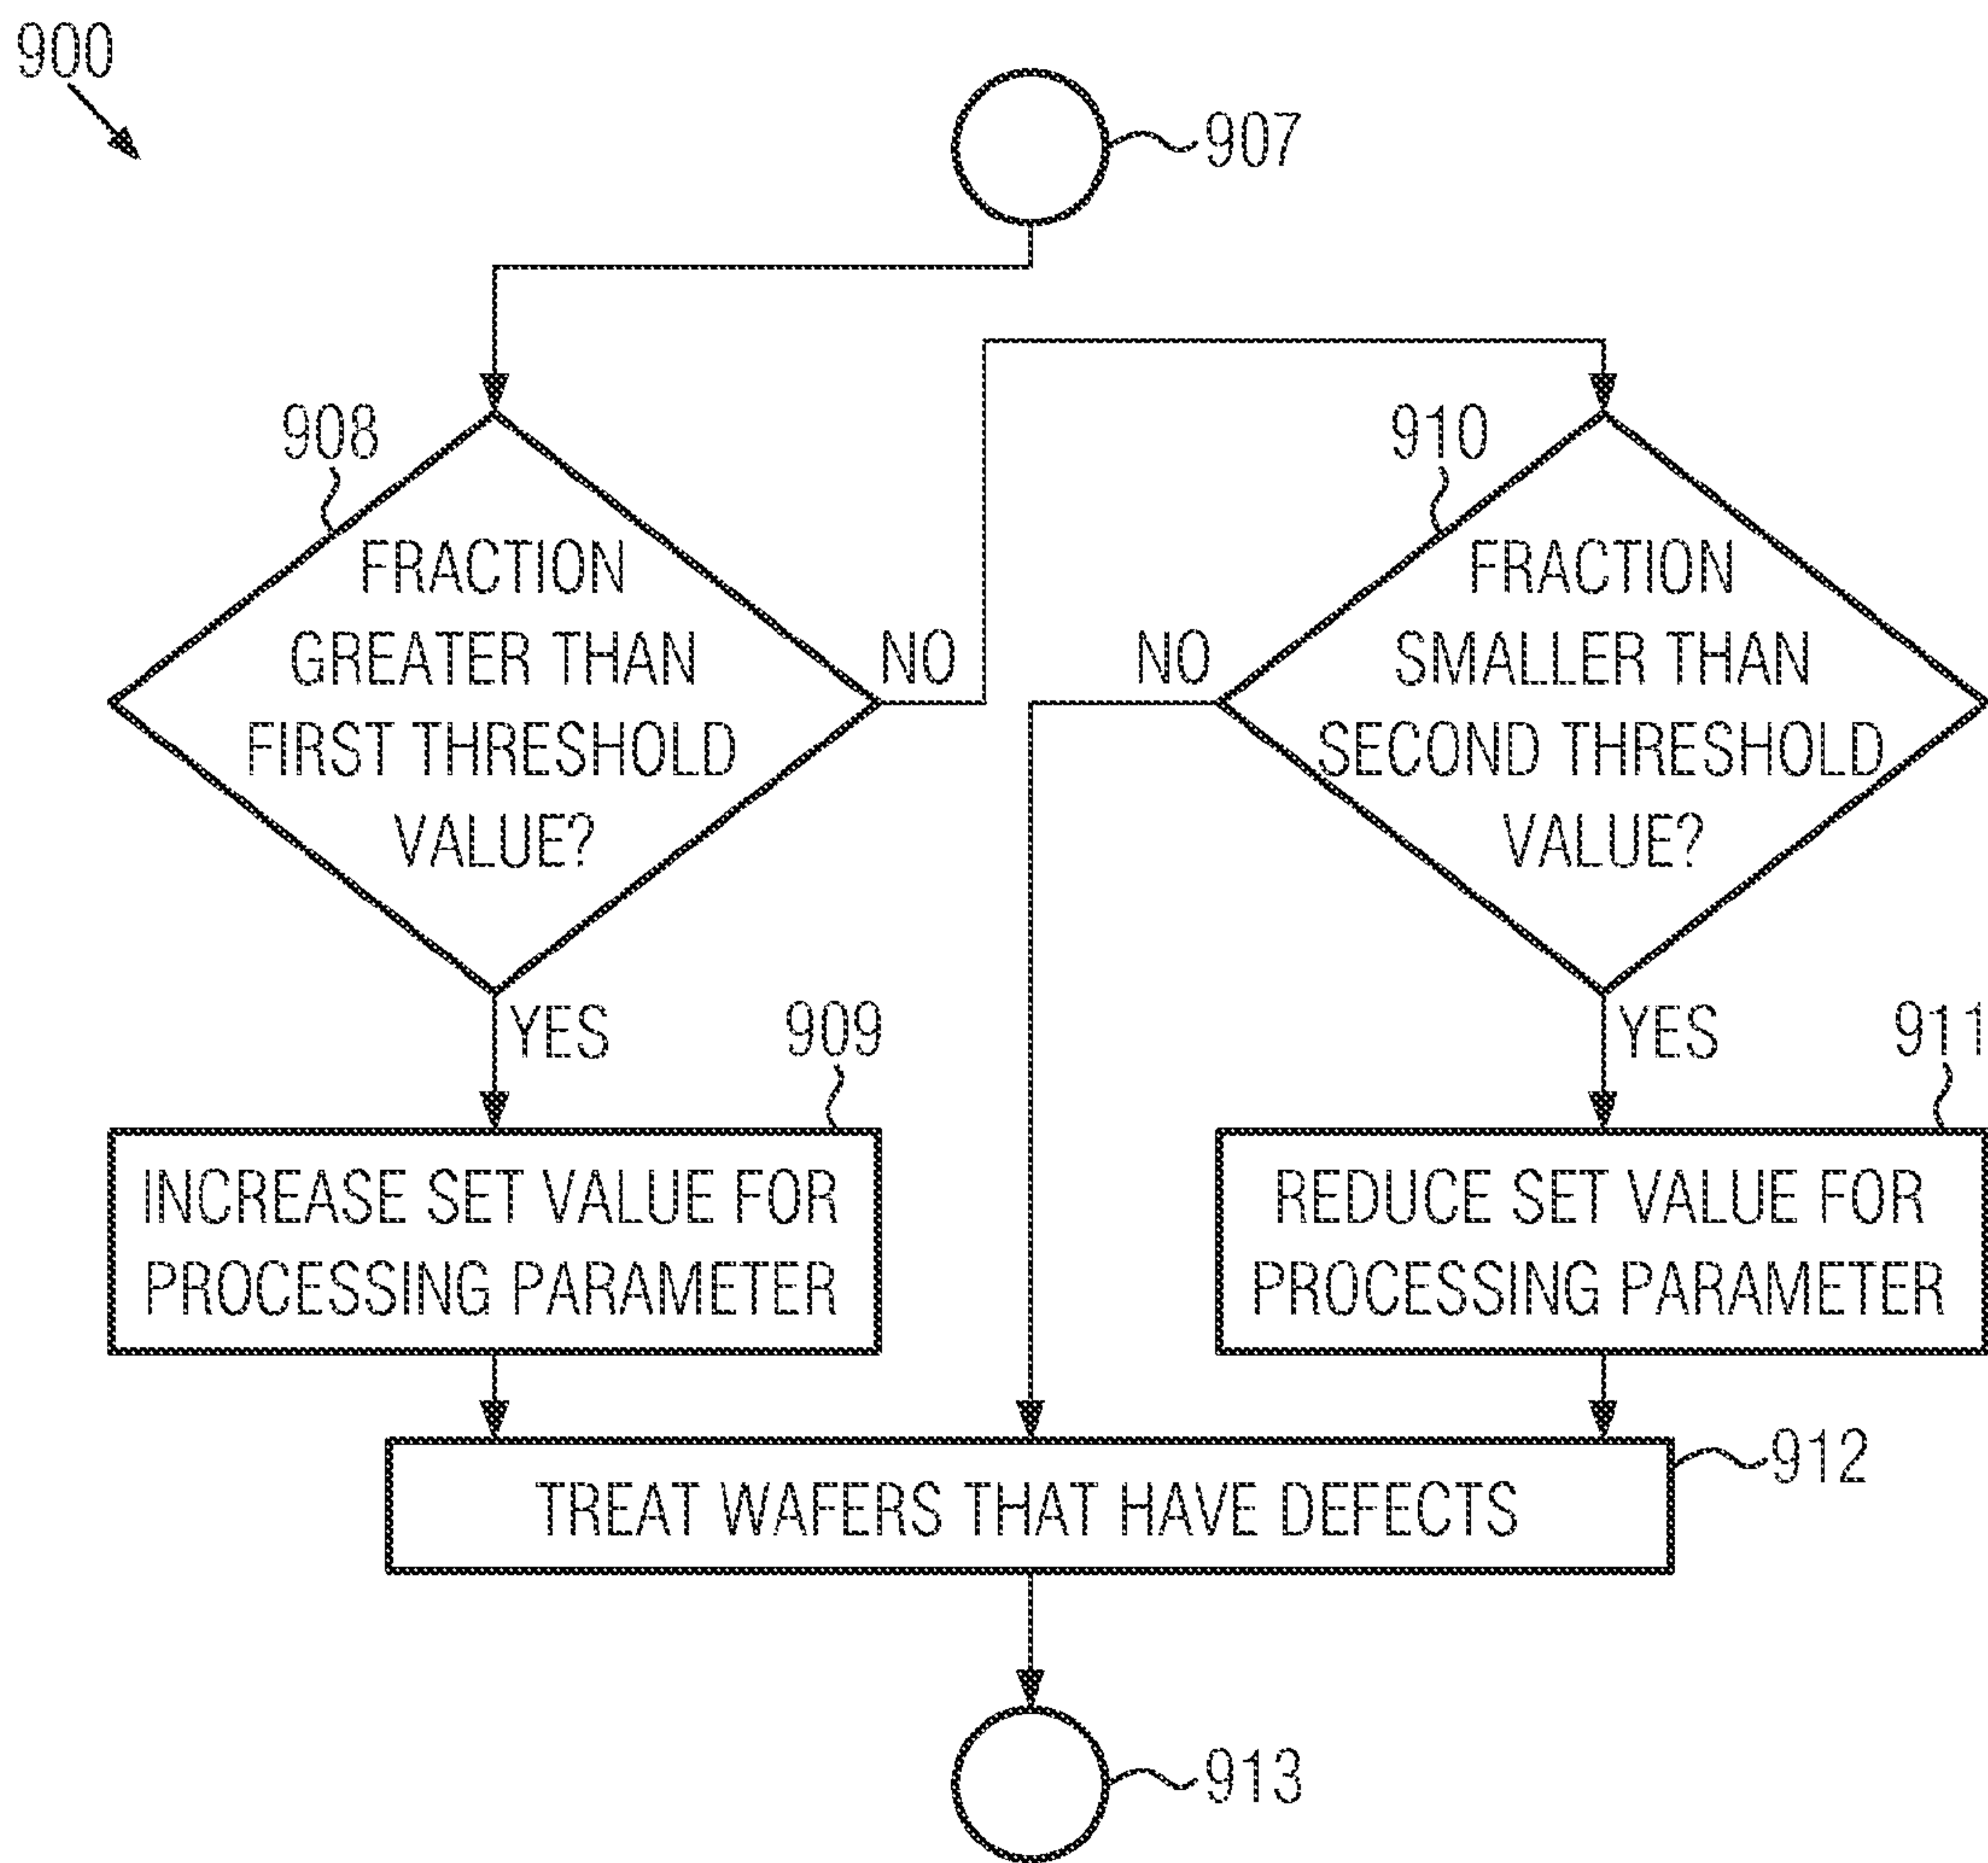 900
907
908
FRACTION
GREATER THAN
FIRST THRESHOLD
VALUE?
NO
YES
910
FRACTION
SMALLER THAN
SECOND THRESHOLD
VALUE?
NO
YES
909
INCREASE SET VALUE FOR
PROCESSING PARAMETER
911
REDUCE SET VALUE FOR
PROCESSING PARAMETER
912
TREAT WAFERS THAT HAVE DEFECTS
913